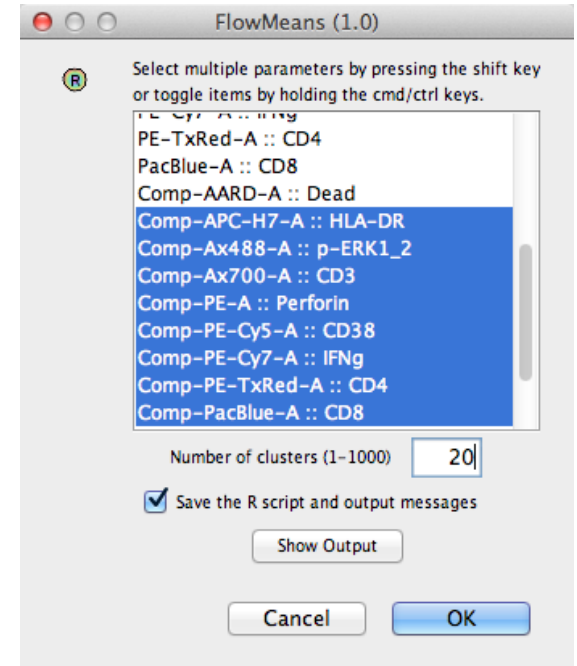 FlowMeans (1.0)
R
Select multiple parameters by pressing the shift key
or toggle items by holding the cmd/ctrl keys.
PE-Cy7-A :: IFNg
PE-TxRed-A :: CD4
PacBlue-A :: CD8
Comp-AARD-A :: Dead
Comp-APC-H7-A :: HLA-DR
Comp-Ax488-A :: p-ERK1_2
Comp-Ax700-A :: CD3
Comp-PE-A :: Perforin
Comp-PE-Cy5-A :: CD38
Comp-PE-Cy7-A :: IFNg
Comp-PE-TxRed-A :: CD4
Comp-PacBlue-A :: CD8
Number of clusters (1-1000) 20
Save the R script and output messages
Show Output
Cancel OK